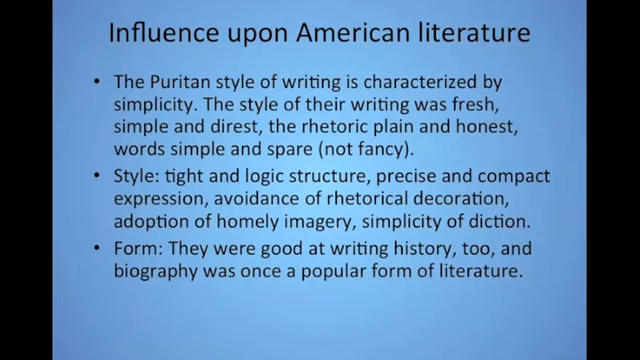 Influence upon American literature
• The Puritan style of writing is characterized by
simplicity. The style of their writing was fresh,
simple and direst, the rhetoric plain and honest,
words simple and spare (not fancy).
• Style: tight and logic structure, precise and compact
expression, avoidance of rhetorical decoration,
adoption of homely imagery, simplicity of diction.
• Form: They were good at writing history, too, and
biography was once a popular form of literature.